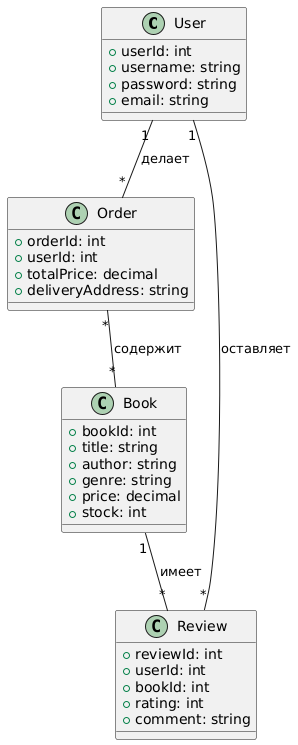 C User
userId: int
username: string
password: string
email: string
1
1
делает
*
C Order
orderId: int
userId: int
totalPrice: decimal
deliveryAddress: string
*
содержит
оставляет
*
C Book
bookId: int
title: string
author: string
genre: string
price: decimal
stock: int
1
имеет
*
*
C Review
reviewId: int
userId: int
bookId: int
rating: int
comment: string